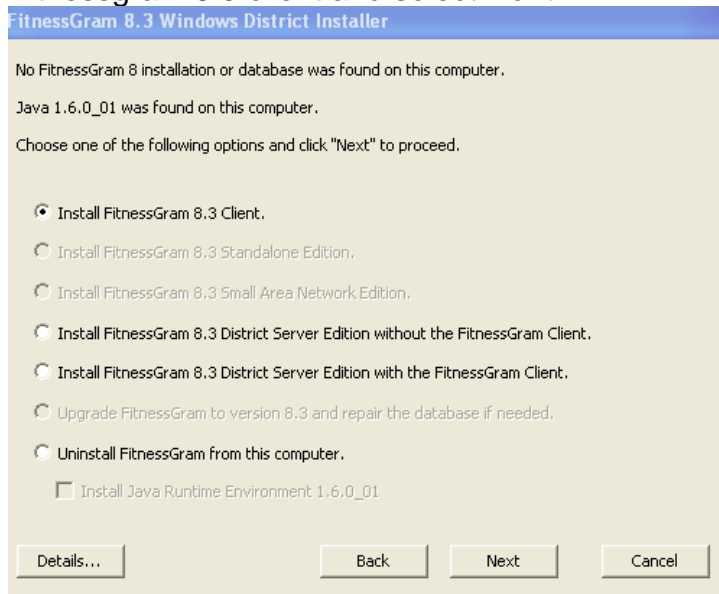 FitnessGram 8.3 Windows District Installer
No FitnessGram 8 installation or database was found on this computer.
Java 1.6.0_01 was found on this computer.
Choose one of the following options and click "Next" to proceed.
Install FitnessGram 8.3 Client.
Install FitnessGram 8.3 Standalone Edition.
Install FitnessGram 8.3 Small Area Network Edition.
Install FitnessGram 8.3 District Server Edition without the FitnessGram Client.
Install FitnessGram 8.3 District Server Edition with the FitnessGram Client.
Upgrade FitnessGram to version 8.3 and repair the database if needed.
Uninstall FitnessGram from this computer.
Install Java Runtime Environment 1.6.0_01
Details... Back Next Cancel